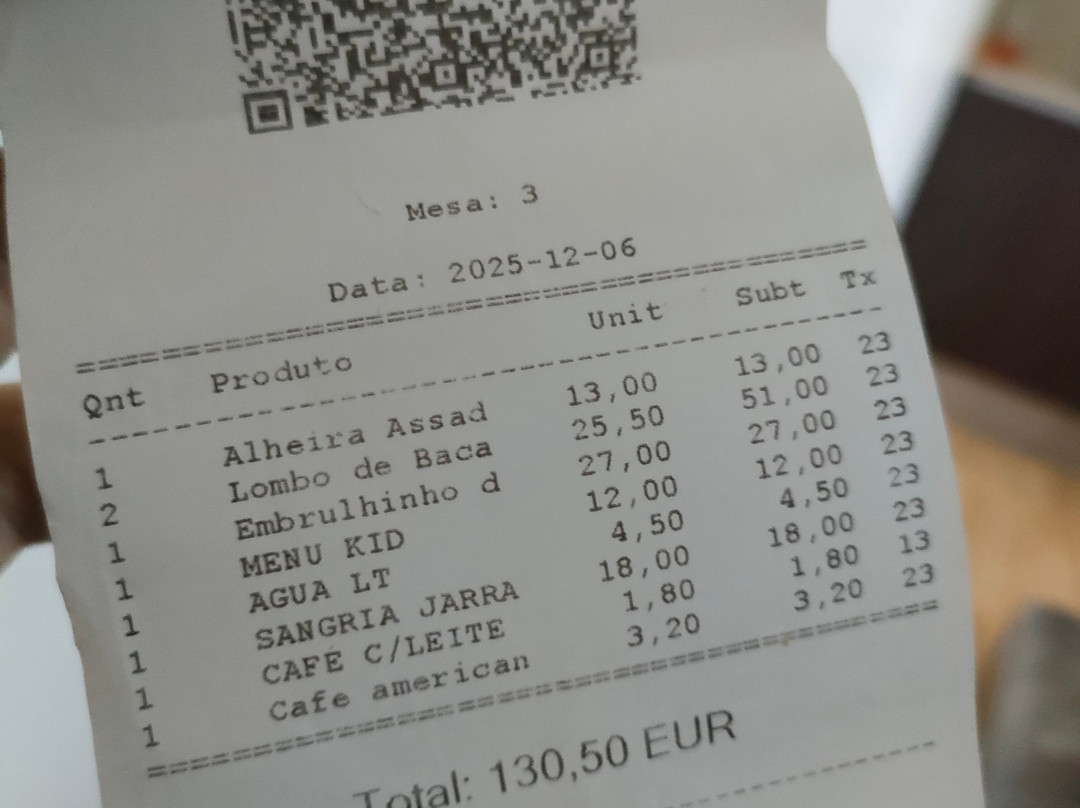 Mesa: 3
Data: 2025-12-06
Qnt Produto Unit Subt Tx
1 Alheira Assad 13,00 13,00 23
2 Lombo de Baca 25,50 51,00 23
1 Embrulhinho d 27,00 27,00 23
1 MENU KID 12,00 12,00 23
1 AGUA LT 4,50 4,50 23
1 SANGRIA JARRA 18,00 18,00 23
1 CAFÉ C/LEITE 1,80 1,80 13
1 Cafe american 3,20 3,20 23
Total: 130,50 EUR